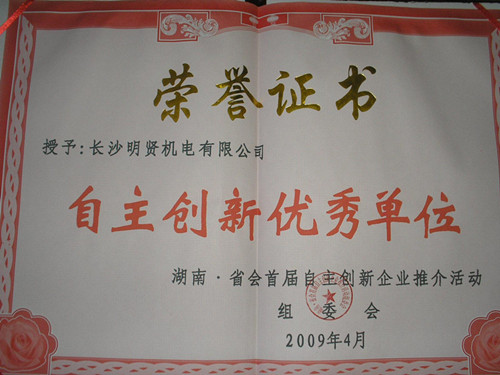 荣誉证书
授予:长沙明贤机电有限公司
自主创新优秀单位
湖南·省会首届自主创新企业推介活动
组委会
2009年4月